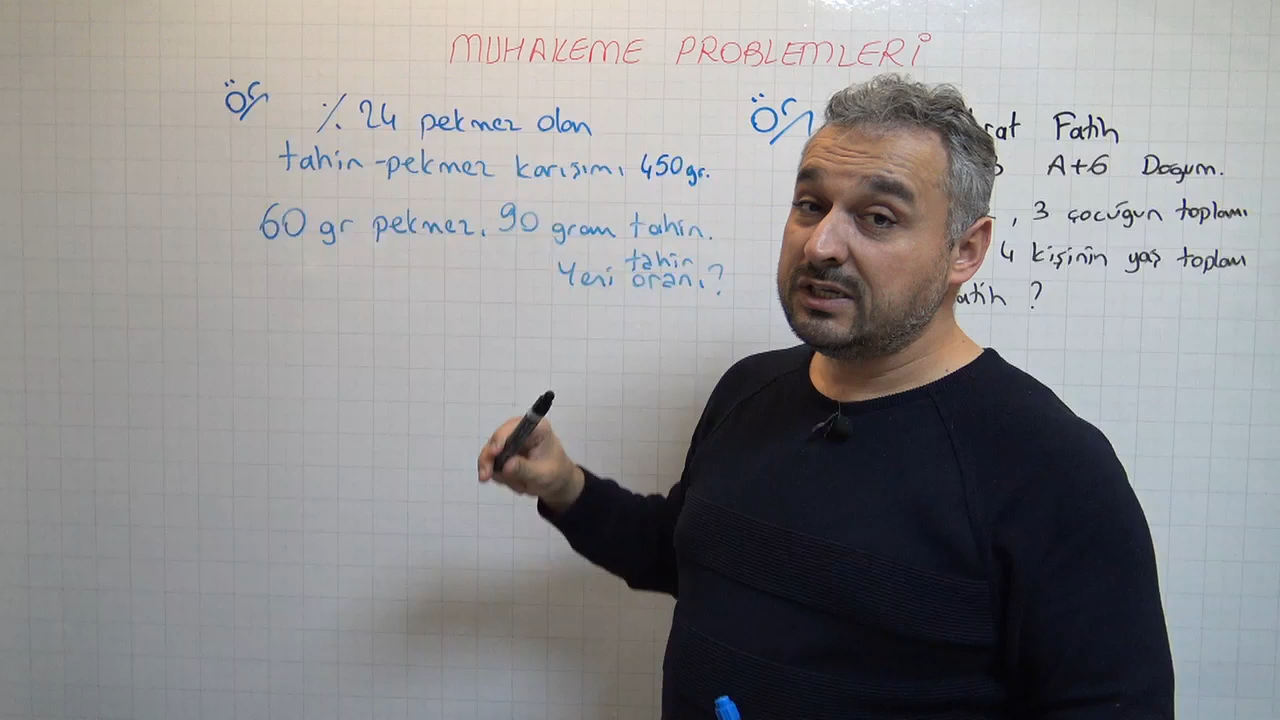 MUHAKEME PROBLEMLERİ
Ör/
% 24 pekmez olan
tahin-pekmez karışımı 450gr.
60 gr pekmez, 90 gram tahin.
Yeni tahin oranı?
Ör/
Fatih
A+6 Doğum.
, 3 çocuğun toplamı
4 kişinin yaş toplam
?